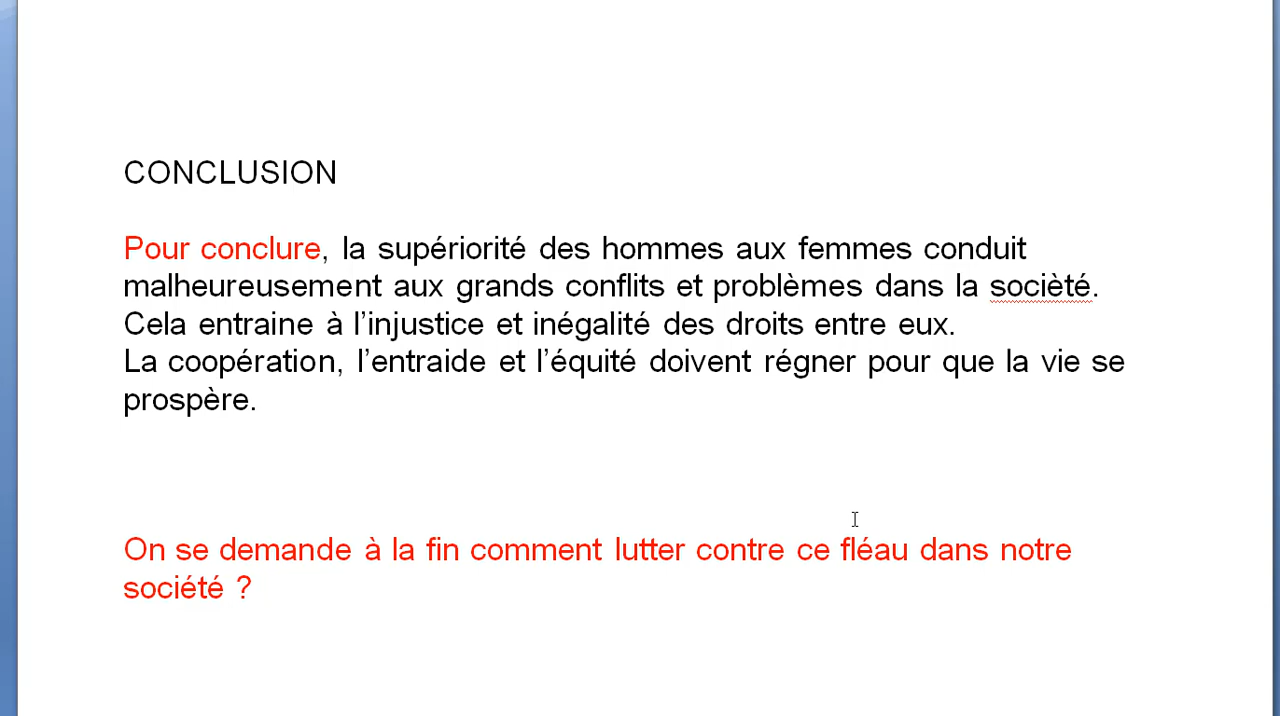 CONCLUSION
Pour conclure, la supériorité des hommes aux femmes conduit
malheureusement aux grands conflits et problèmes dans la socièté.
Cela entraine à l’injustice et inégalité des droits entre eux.
La coopération, l’entraide et l’équité doivent régner pour que la vie se
prospère.
On se demande à la fin comment lutter contre ce fléau dans notre
société ?